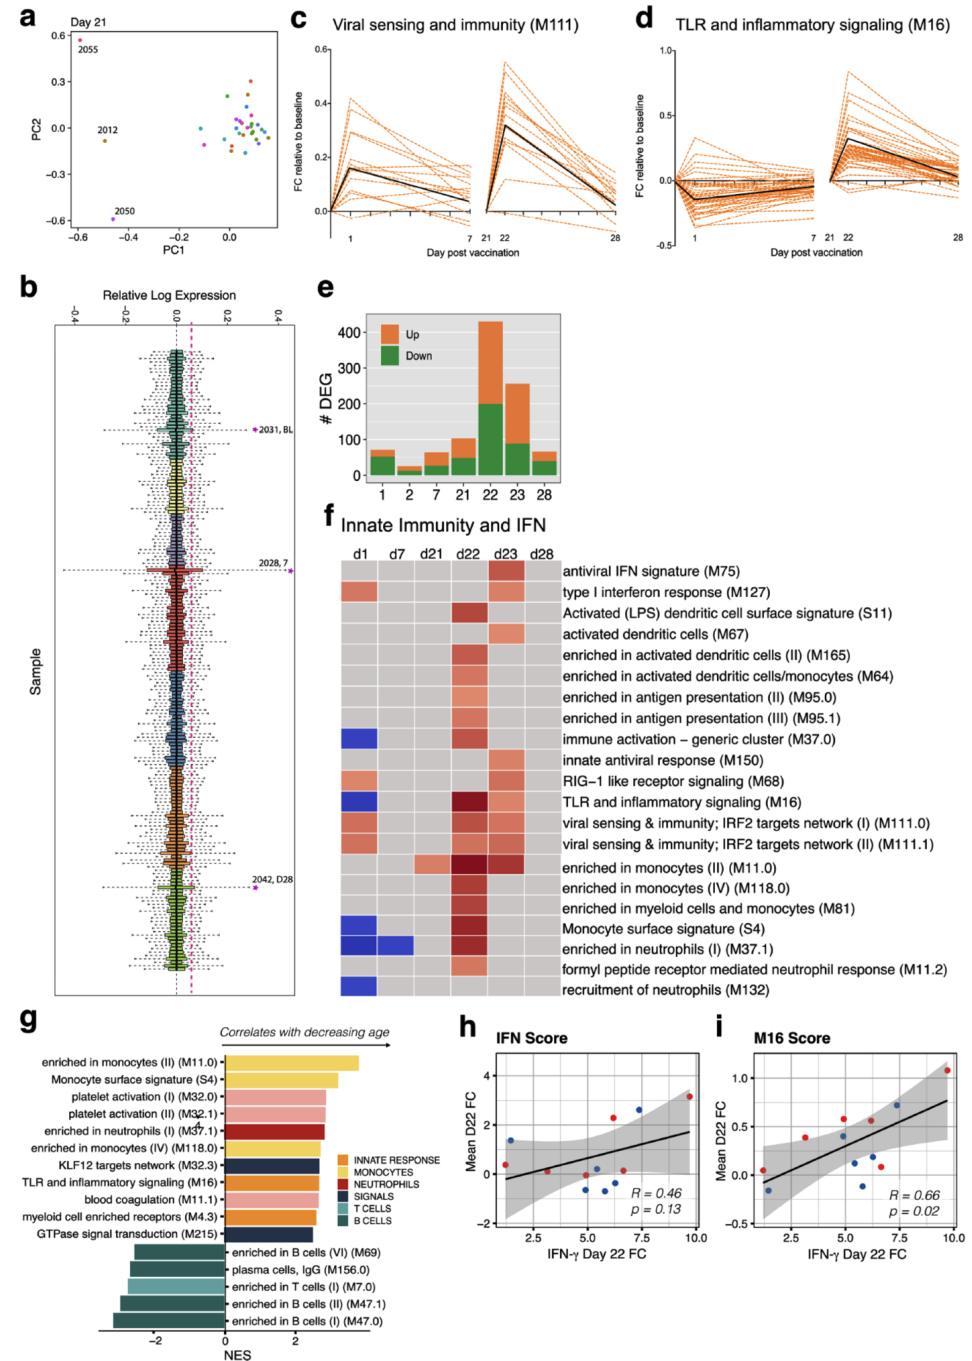 a
Day 21
0.6
0.3
0.0
−0.3
−0.6
PC2
2055
2012
2050
−0.6
−0.4
−0.2
0.0
PC1
c
Viral sensing and immunity (M111)
0.6
0.4
0.2
0.0
FC relative to baseline
1
7
21
22
28
Day post vaccination
d
TLR and inflammatory signaling (M16)
1.0
0.5
0.0
-0.5
FC relative to baseline
1
7
21
22
28
Day post vaccination
b
Relative Log Expression
−0.4
−0.2
0.0
0.2
0.4
Sample
2031, BL
2028, 7
2042, D28
e
400
300
200
100
0
# DEG
Up
Down
1
2
7
21
22
23
28
f
Innate Immunity and IFN
d1
d7
d21
d22
d23
d28
antiviral IFN signature (M75)
type I interferon response (M127)
Activated (LPS) dendritic cell surface signature (S11)
activated dendritic cells (M67)
enriched in activated dendritic cells (II) (M165)
enriched in activated dendritic cells/monocytes (M64)
enriched in antigen presentation (II) (M95.0)
enriched in antigen presentation (III) (M95.1)
immune activation − generic cluster (M37.0)
innate antiviral response (M150)
RIG−1 like receptor signaling (M68)
TLR and inflammatory signaling (M16)
viral sensing & immunity; IRF2 targets network (I) (M111.0)
viral sensing & immunity; IRF2 targets network (II) (M111.1)
enriched in monocytes (II) (M11.0)
enriched in monocytes (IV) (M118.0)
enriched in myeloid cells and monocytes (M81)
Monocyte surface signature (S4)
enriched in neutrophils (I) (M37.1)
formyl peptide receptor mediated neutrophil response (M11.2)
recruitment of neutrophils (M132)
g
Correlates with decreasing age
enriched in monocytes (II) (M11.0)
Monocyte surface signature (S4)
platelet activation (I) (M32.0)
platelet activation (II) (M32.1)
enriched in neutrophils (I) (M37.1)
enriched in monocytes (IV) (M118.0)
KLF12 targets network (M32.3)
TLR and inflammatory signaling (M16)
blood coagulation (M11.1)
myeloid cell enriched receptors (M4.3)
GTPase signal transduction (M215)
enriched in B cells (VI) (M69)
plasma cells, IgG (M156.0)
enriched in T cells (I) (M7.0)
enriched in B cells (II) (M47.1)
enriched in B cells (I) (M47.0)
INNATE RESPONSE
MONOCYTES
NEUTROPHILS
SIGNALS
T CELLS
B CELLS
−2
0
2
NES
h
IFN Score
4
2
0
−2
Mean D22 FC
R = 0.46
p = 0.13
2.5
5.0
7.5
10.0
IFN-γ Day 22 FC
i
M16 Score
1.0
0.5
0.0
−0.5
Mean D22 FC
R = 0.66
p = 0.02
2.5
5.0
7.5
10.0
IFN-γ Day 22 FC